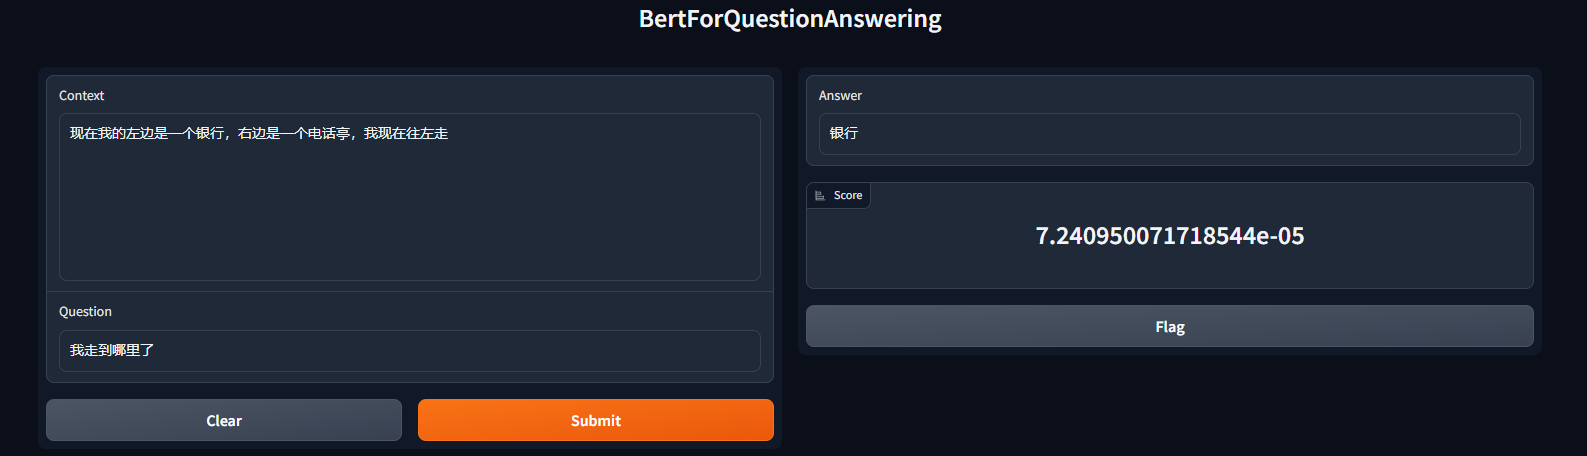 BertForQuestionAnswering
Context
现在我的左边是一个银行，右边是一个电话亭，我现在往左走
Question
我走到哪里了
Clear
Submit
Answer
银行
Score
7.240950071718544e-05
Flag